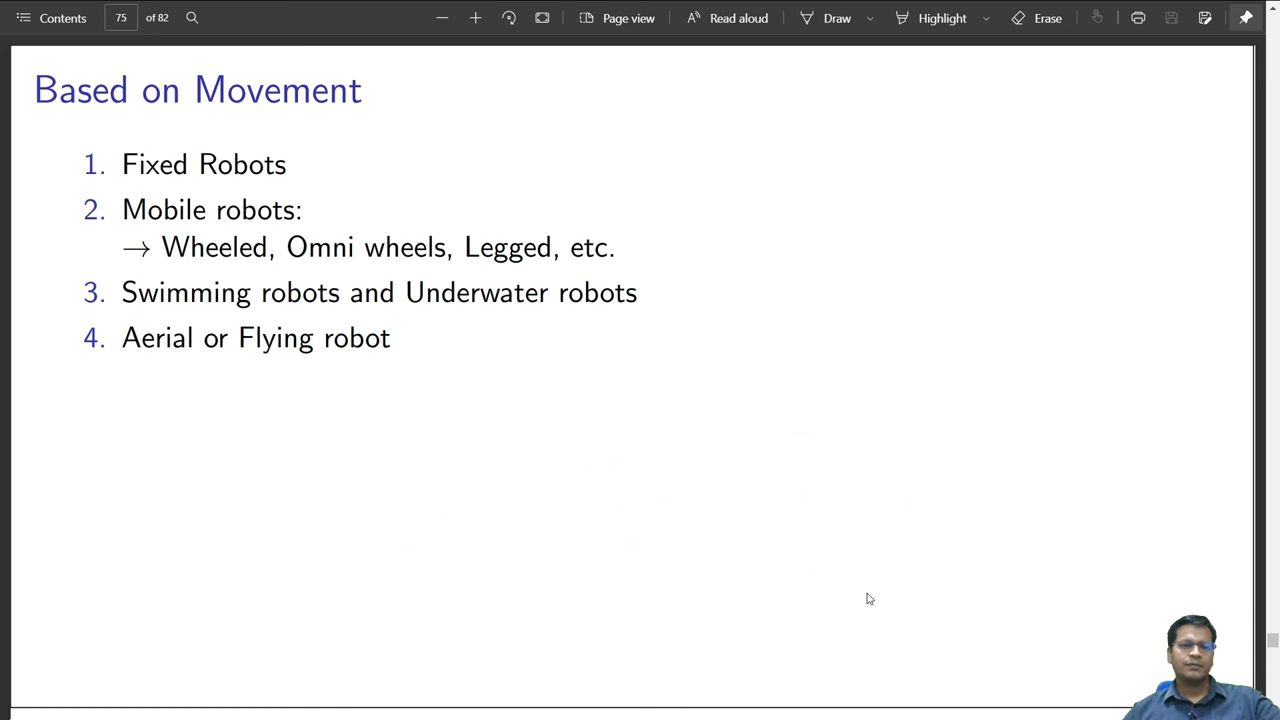 Contents 75 of 82 Page view Read aloud Draw Highlight Erase
Based on Movement
1. Fixed Robots
2. Mobile robots:
→ Wheeled, Omni wheels, Legged, etc.
3. Swimming robots and Underwater robots
4. Aerial or Flying robot